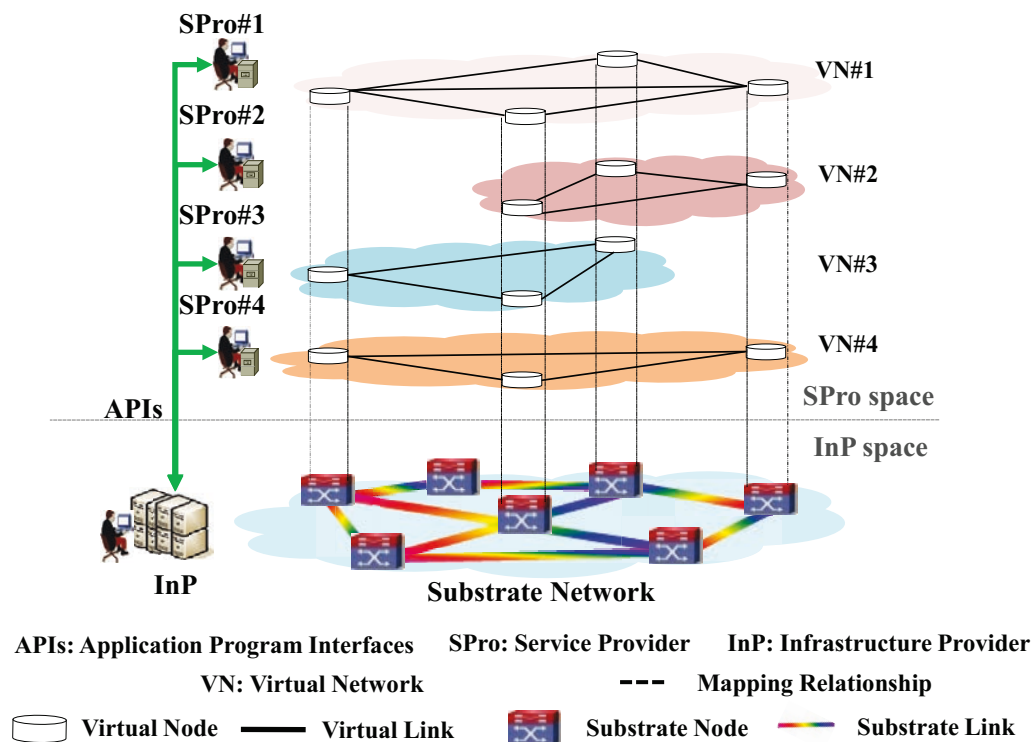 SPro#1
VN#1
SPro#2
VN#2
SPro#3
VN#3
SPro#4
VN#4
SPro space
APIs
InP space
InP
Substrate Network
APIs: Application Program Interfaces SPro: Service Provider InP: Infrastructure Provider
VN: Virtual Network Mapping Relationship
Virtual Node Virtual Link Substrate Node Substrate Link